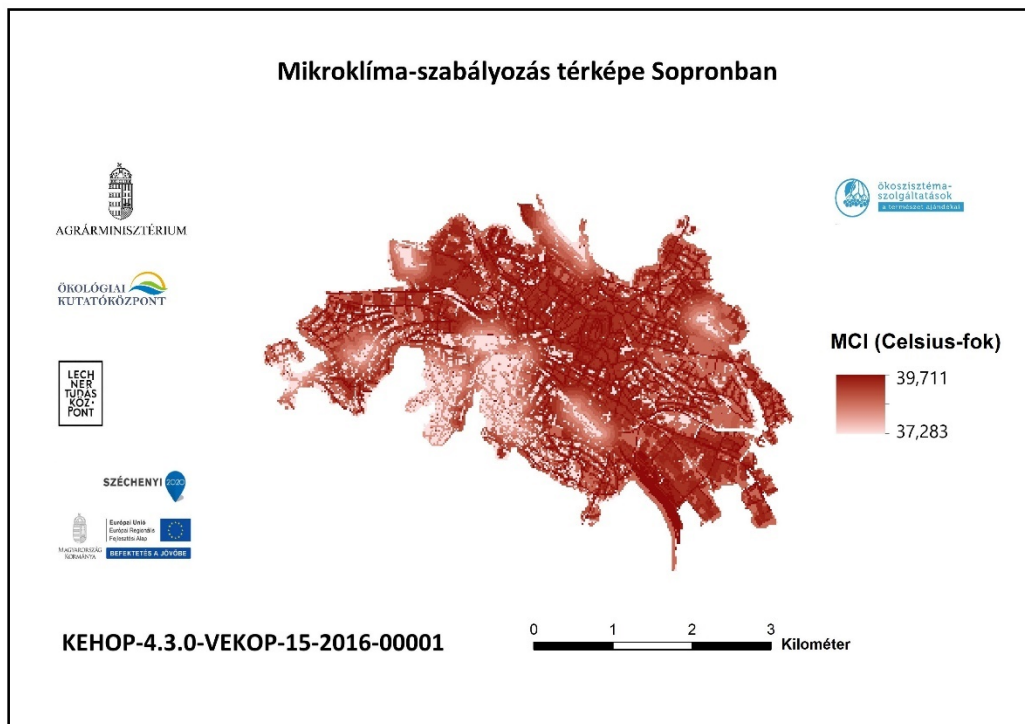 Mikroklíma-szabályozás térképe Sopronban
AGRÁRMINISZTÉRIUM
ökoszisztéma-
szolgáltatások
a természet ajándékai
ÖKOLÓGIAI
KUTATÓKÖZPONT
MCI (Celsius-fok)
39,711
37,283
LECH
NER
TUDÁS
KÖZ
PONT
SZÉCHENYI 2020
MAGYARORSZÁG
KORMÁNYA
Európai Unió
Európai Regionális
Fejlesztési Alap
BEFEKTETÉS A JÖVŐBE
KEHOP-4.3.0-VEKOP-15-2016-00001
0 1 2 3
Kilométer